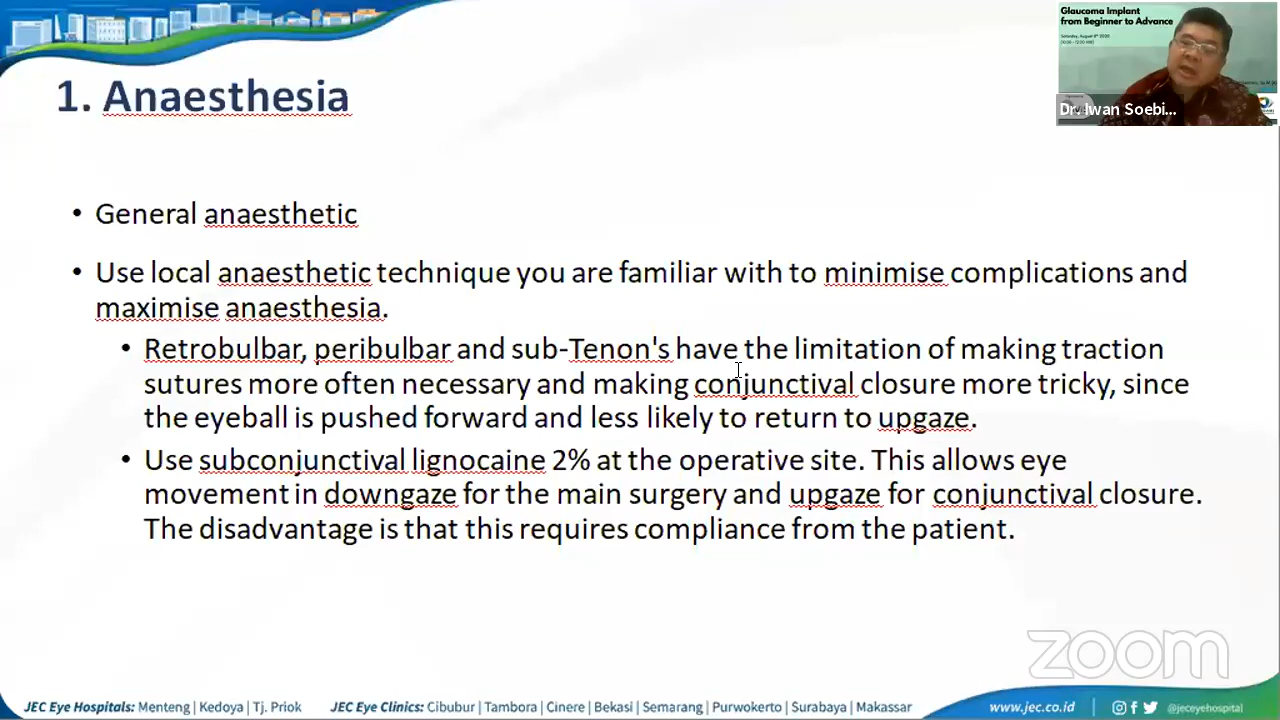 Glaucoma Implant
from Beginner to Advance
Dr. Iwan Soebi...
1. Anaesthesia
• General anaesthetic
• Use local anaesthetic technique you are familiar with to minimise complications and
maximise anaesthesia.
• Retrobulbar, peribulbar and sub-Tenon's have the limitation of making traction
sutures more often necessary and making conjunctival closure more tricky, since
the eyeball is pushed forward and less likely to return to upgaze.
• Use subconjunctival lignocaine 2% at the operative site. This allows eye
movement in downgaze for the main surgery and upgaze for conjunctival closure.
The disadvantage is that this requires compliance from the patient.
zoom
JEC Eye Hospitals: Menteng | Kedoya | Tj. Priok JEC Eye Clinics: Cibubur | Tambora | Cinere | Bekasi | Semarang | Purwokerto | Surabaya | Makassar www.jec.co.id @jeceyehospital